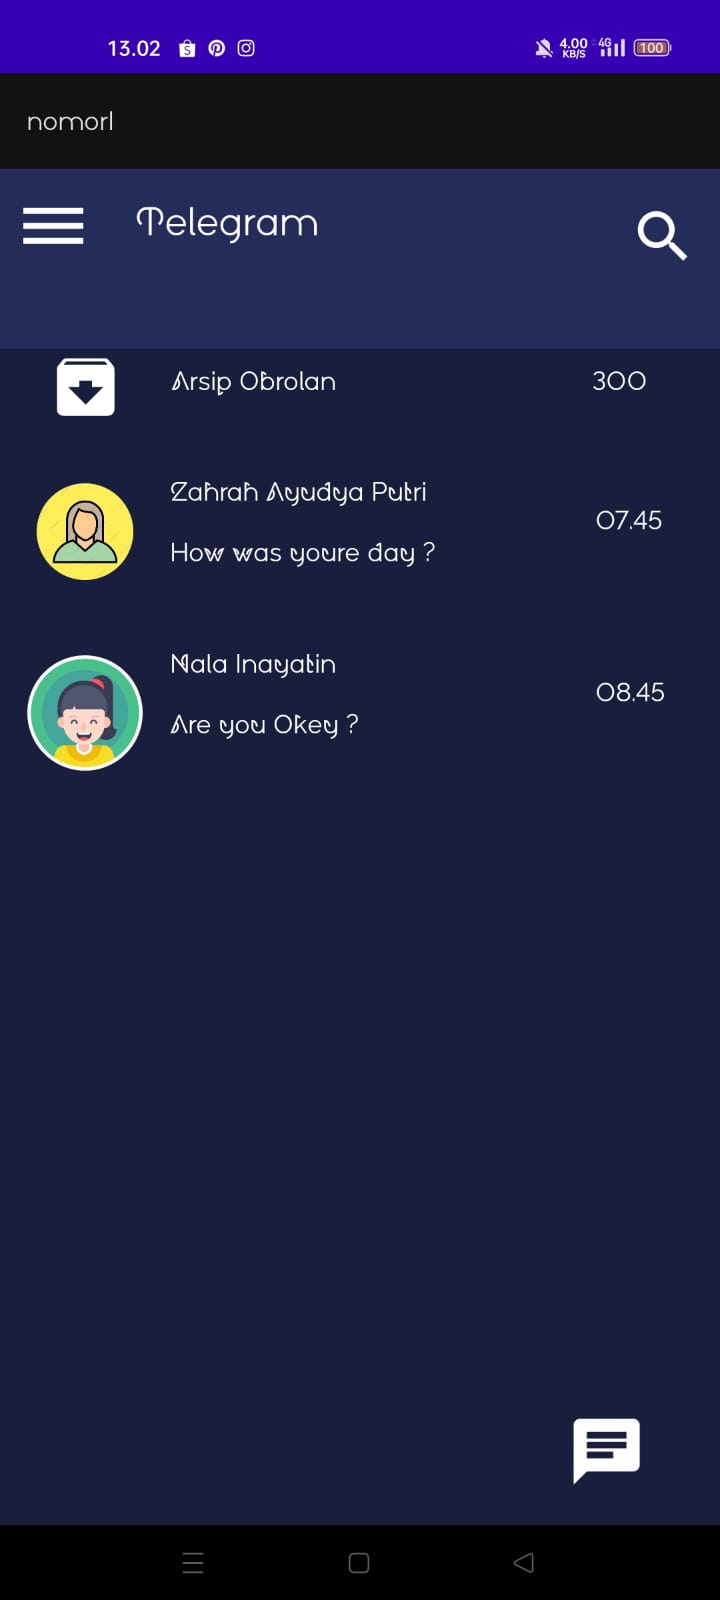 13.02
4.00
KB/S
4G
100
nomorl
Telegram
Arsip Obrolan 300
Zahrah Ayudya Putri
07.45
How was youre day ?
Nala Inayatin
08.45
Are you Okey ?